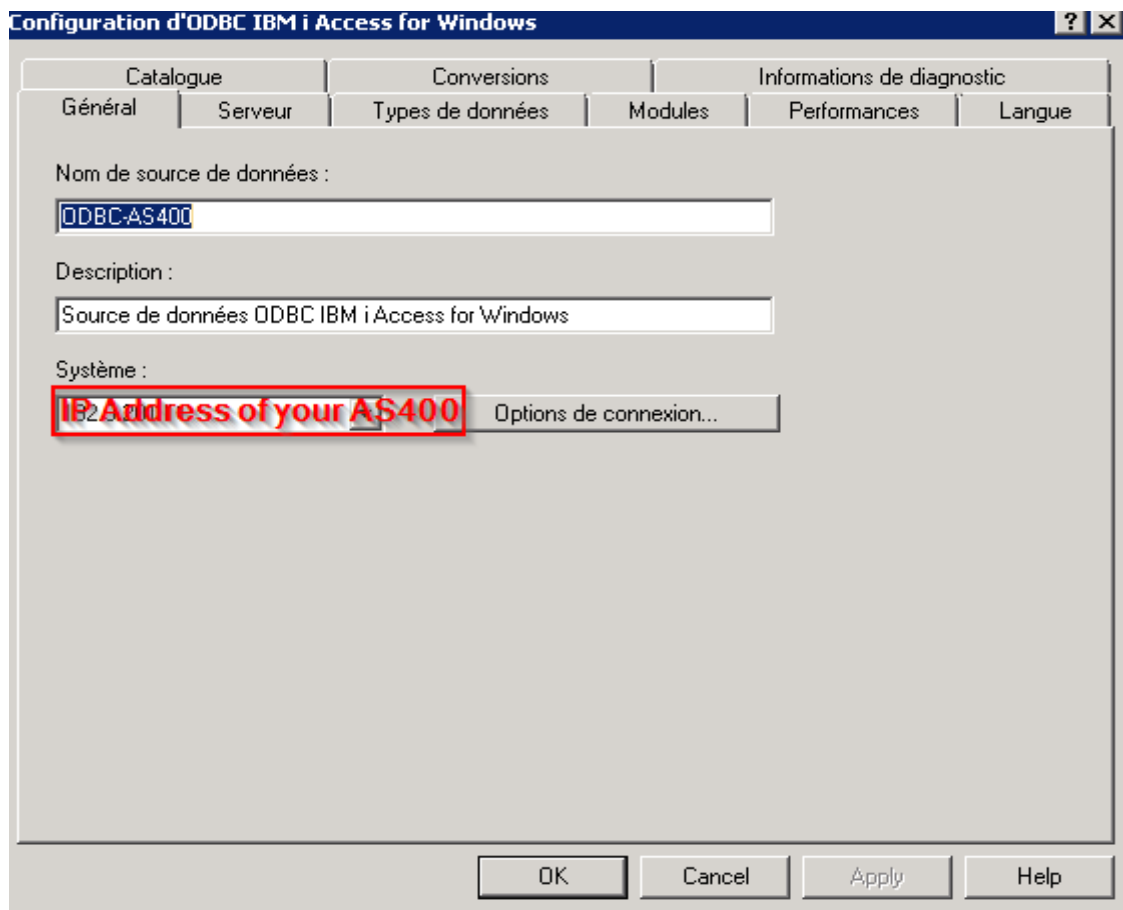 Configuration d'ODBC IBM i Access for Windows
Catalogue Conversions Informations de diagnostic
Général Serveur Types de données Modules Performances Langue
Nom de source de données :
ODBC-AS400
Description :
Source de données ODBC IBM i Access for Windows
Système :
IP Address of your AS400 Options de connexion...
OK Cancel Apply Help